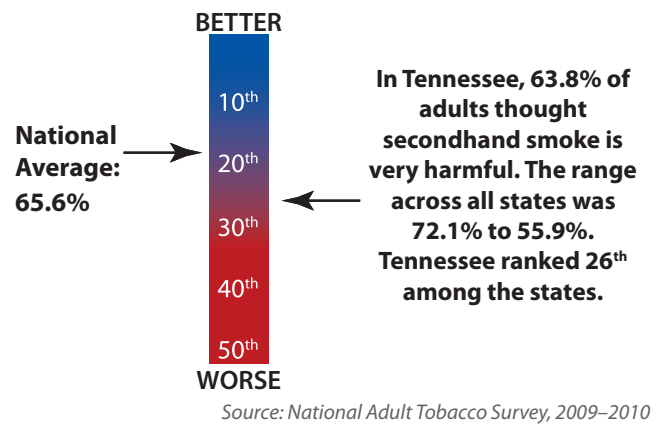 BETTER
10th
20th
30th
40th
50th
WORSE
National
Average:
65.6%
In Tennessee, 63.8% of
adults thought
secondhand smoke is
very harmful. The range
across all states was
72.1% to 55.9%.
Tennessee ranked 26th
among the states.
Source: National Adult Tobacco Survey, 2009–2010